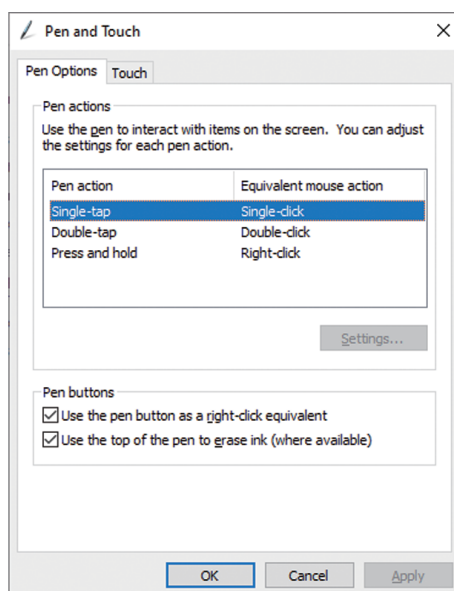 Pen and Touch
Pen Options Touch
Pen actions
Use the pen to interact with items on the screen. You can adjust
the settings for each pen action.
Pen action Equivalent mouse action
Single-tap Single-click
Double-tap Double-click
Press and hold Right-click
Settings...
Pen buttons
Use the pen button as a right-click equivalent
Use the top of the pen to erase ink (where available)
OK Cancel Apply